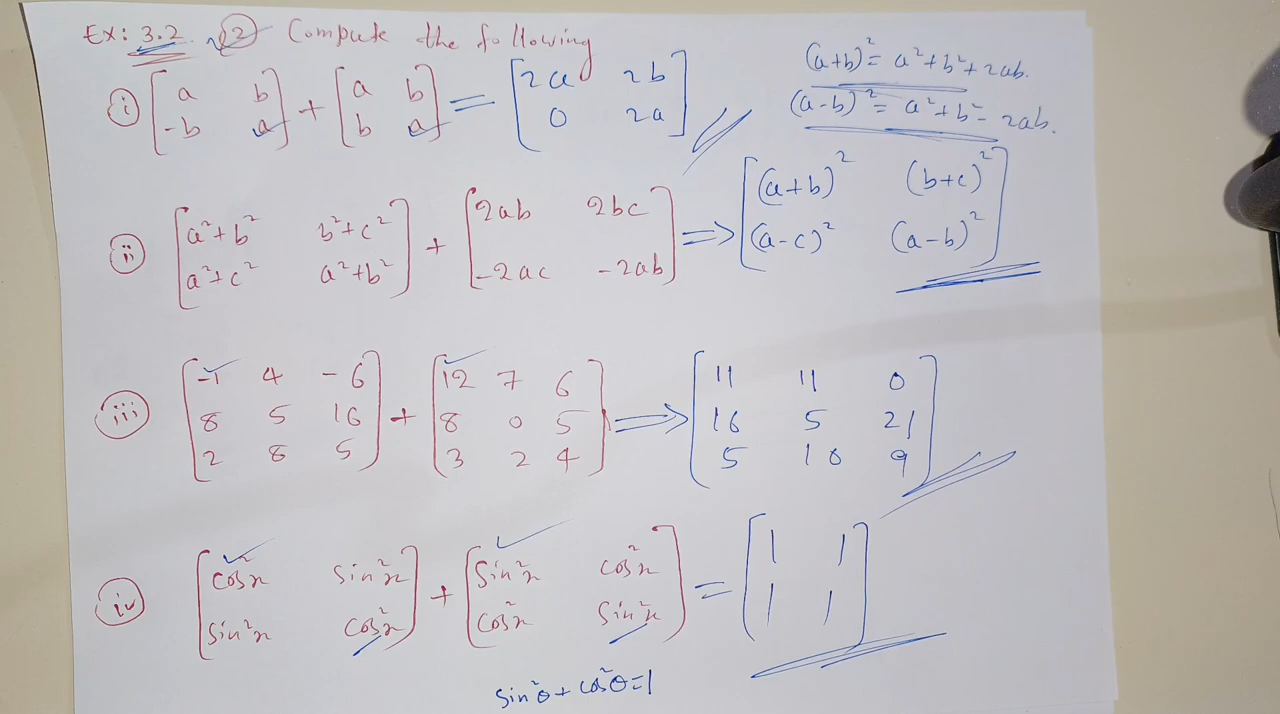 Ex: 3.2 ② Compute the following
(a+b)² = a²+b²+2ab.
(a-b)² = a²+b²-2ab.
i) [a b; -b a] + [a b; b a] = [2a 2b; 0 2a]
ii) [a²+b² b²+c²; a²+c² a²+b²] + [2ab 2bc; -2ac -2ab] ⇒ [(a+b)² (b+c)²; (a-c)² (a-b)²]
iii) [-1 4 -6; 8 5 16; 2 8 5] + [12 7 6; 8 0 5; 3 2 4] ⇒ [11 11 0; 16 5 21; 5 10 9]
iv) [cos²x sin²x; sin²x cos²x] + [sin²x cos²x; cos²x sin²x] = [1 1; 1 1]
sin²θ + cos²θ = 1